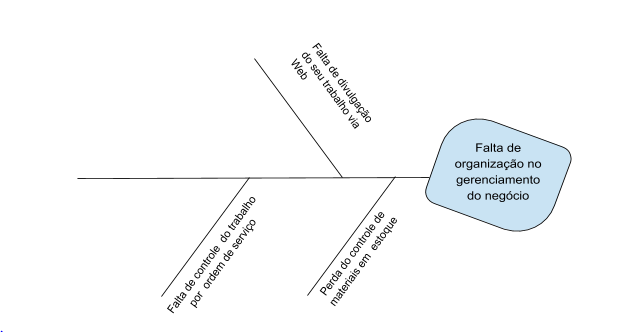 Falta de divulgação
do seu trabalho via
Web
Falta de
organização no
gerenciamento
do negócio
Falta de controle do trabalho
por ordem de serviço
Perda do controle de
materiais em estoque